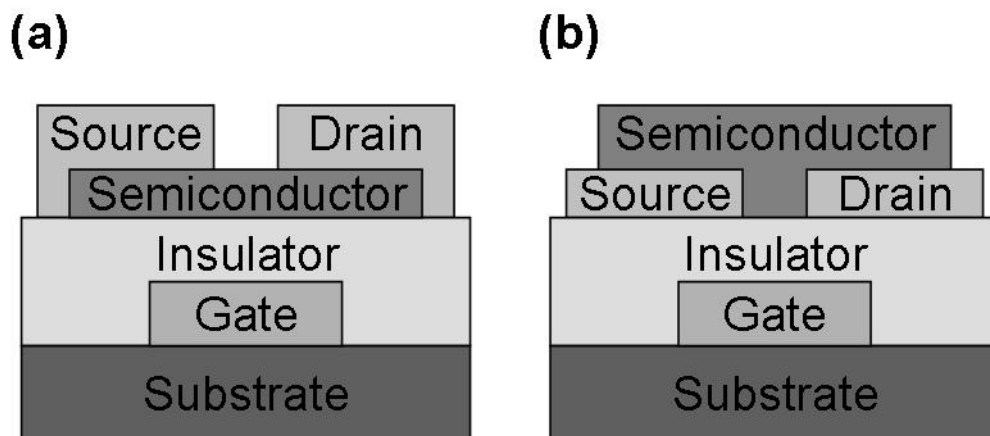 (a)
Source
Drain
Semiconductor
Insulator
Gate
Substrate
(b)
Semiconductor
Source
Drain
Insulator
Gate
Substrate